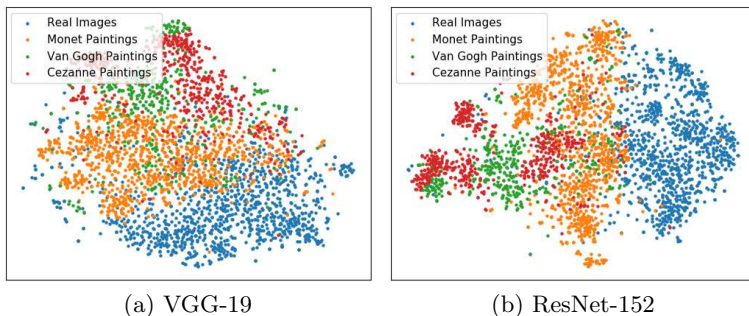 Real Images
Monet Paintings
Van Gogh Paintings
Cezanne Paintings
Real Images
Monet Paintings
Van Gogh Paintings
Cezanne Paintings
(a) VGG-19
(b) ResNet-152